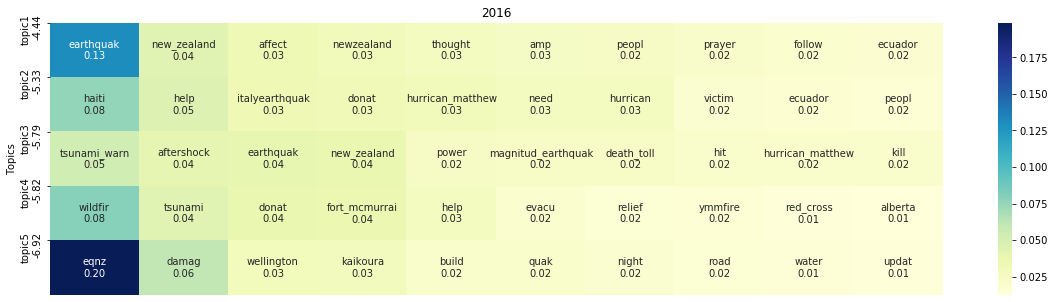 2016
topic1
-4.44
earthquak new_zealand affect newzealand thought amp peopl prayer follow ecuador
0.13 0.04 0.03 0.03 0.03 0.03 0.02 0.02 0.02 0.02
topic2
-5.33
haiti help italyearthquak donat hurrican_matthew need hurrican victim ecuador peopl
0.08 0.05 0.03 0.03 0.03 0.03 0.03 0.02 0.02 0.02
topic3
-5.79
tsunami_warn aftershock earthquak new_zealand power magnitud_earthquak death_toll hit hurrican_matthew kill
0.05 0.04 0.04 0.04 0.02 0.02 0.02 0.02 0.02 0.02
topic4
-5.82
wildfir tsunami donat fort_mcmurrai help evacu relief ymmfire red_cross alberta
0.08 0.04 0.04 0.04 0.03 0.02 0.02 0.02 0.01 0.01
topic5
-6.92
eqnz damag wellington kaikoura build quak night road water updat
0.20 0.06 0.03 0.03 0.02 0.02 0.02 0.02 0.01 0.01
Topics
0.175
0.150
0.125
0.100
0.075
0.050
0.025